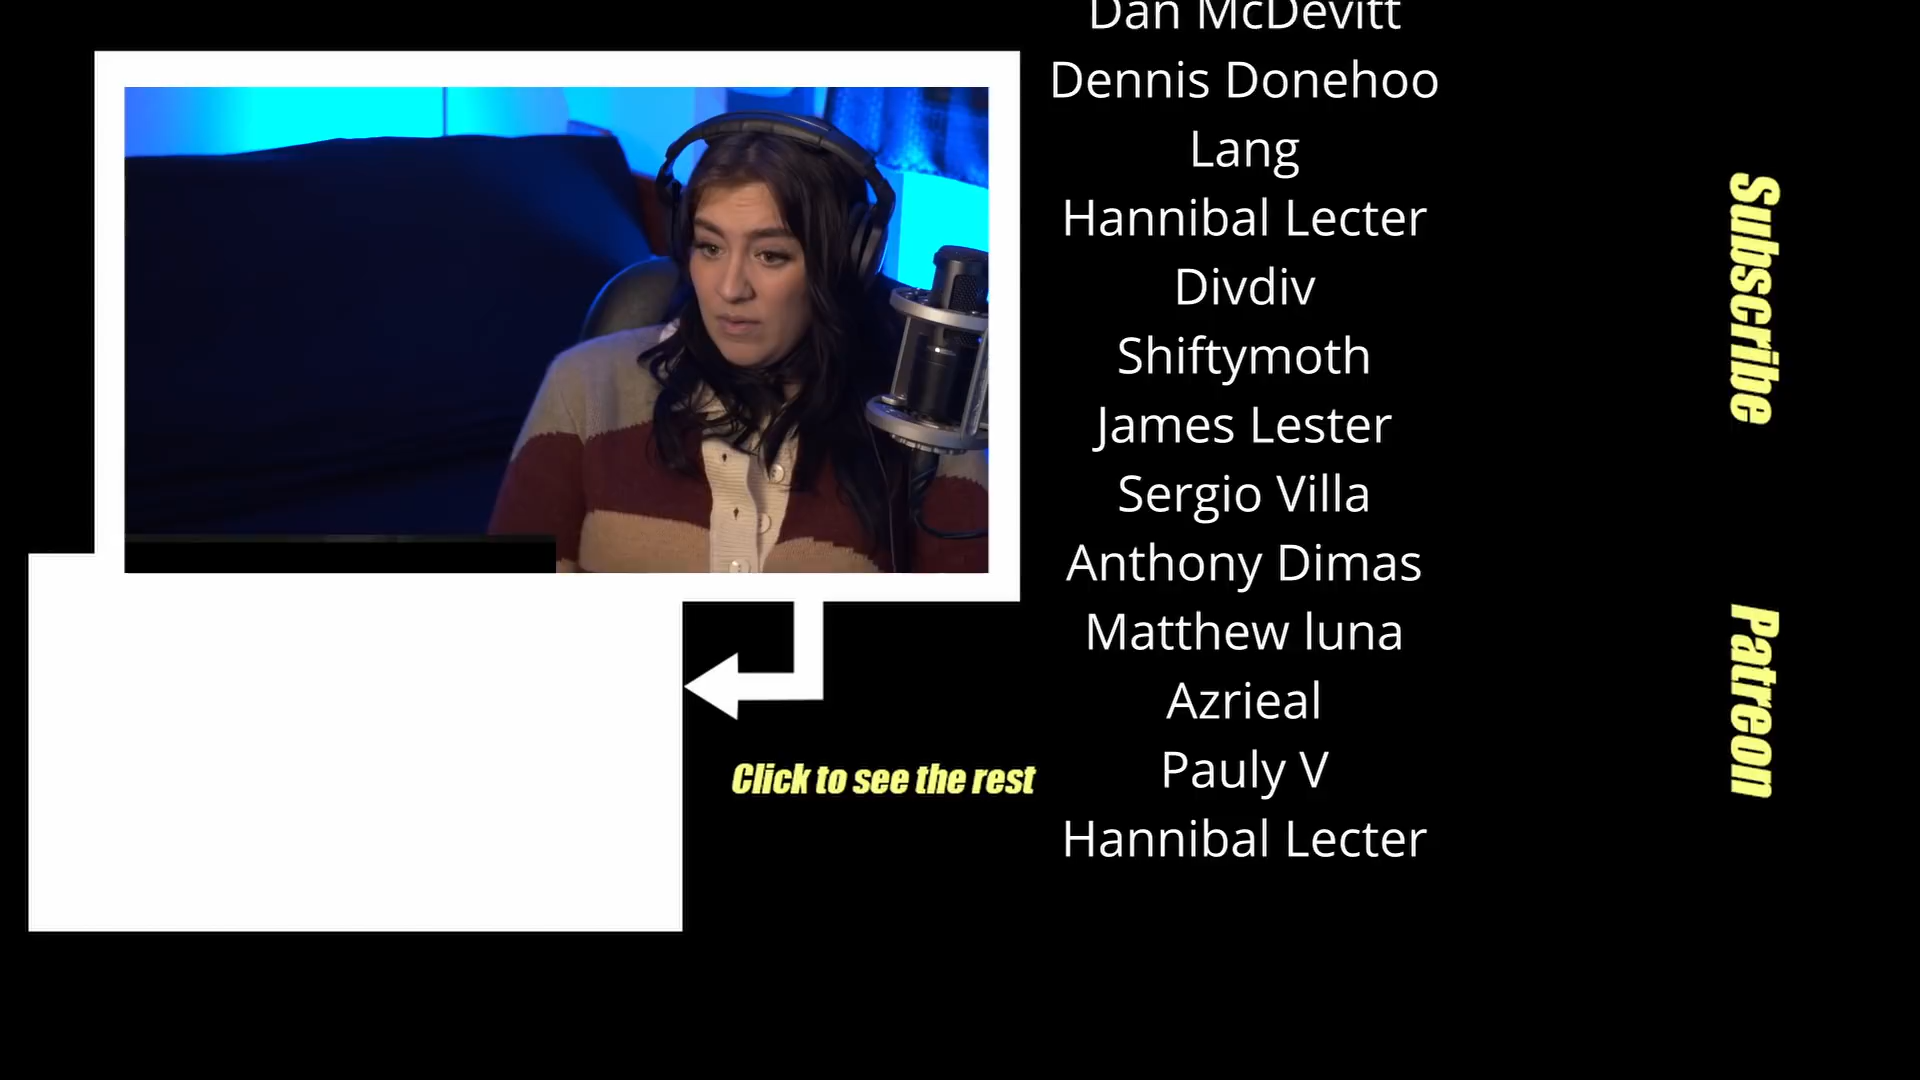 Dan McDevitt
Dennis Donehoo
Lang
Hannibal Lecter
Divdiv
Shiftymoth
James Lester
Sergio Villa
Anthony Dimas
Matthew luna
Azrieal
Pauly V
Hannibal Lecter
Click to see the rest
Subscribe
Patreon